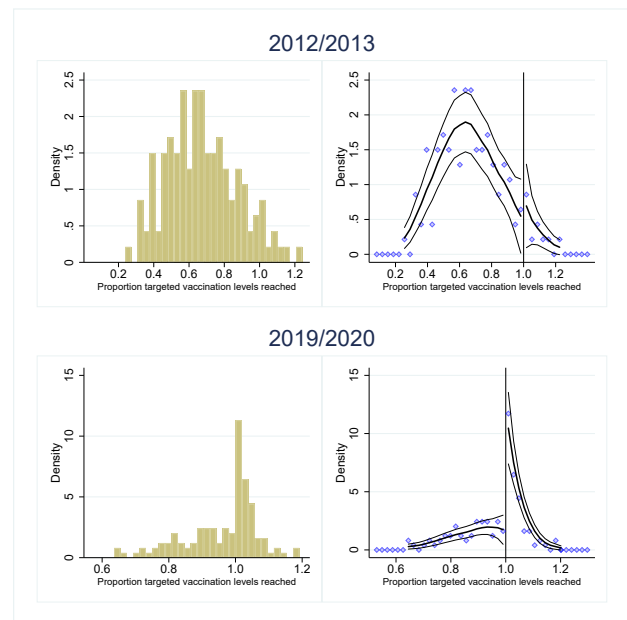 2012/2013
Density
0 .5 1 1.5 2 2.5
0.2 0.4 0.6 0.8 1.0 1.2
Proportion targeted vaccination levels reached
Density
0 .5 1 1.5 2 2.5
0.2 0.4 0.6 0.8 1.0 1.2
Proportion targeted vaccination levels reached
2019/2020
Density
0 5 10 15
0.6 0.8 1.0 1.2
Proportion targeted vaccination levels reached
Density
0 5 10 15
0.6 0.8 1.0 1.2
Proportion targeted vaccination levels reached